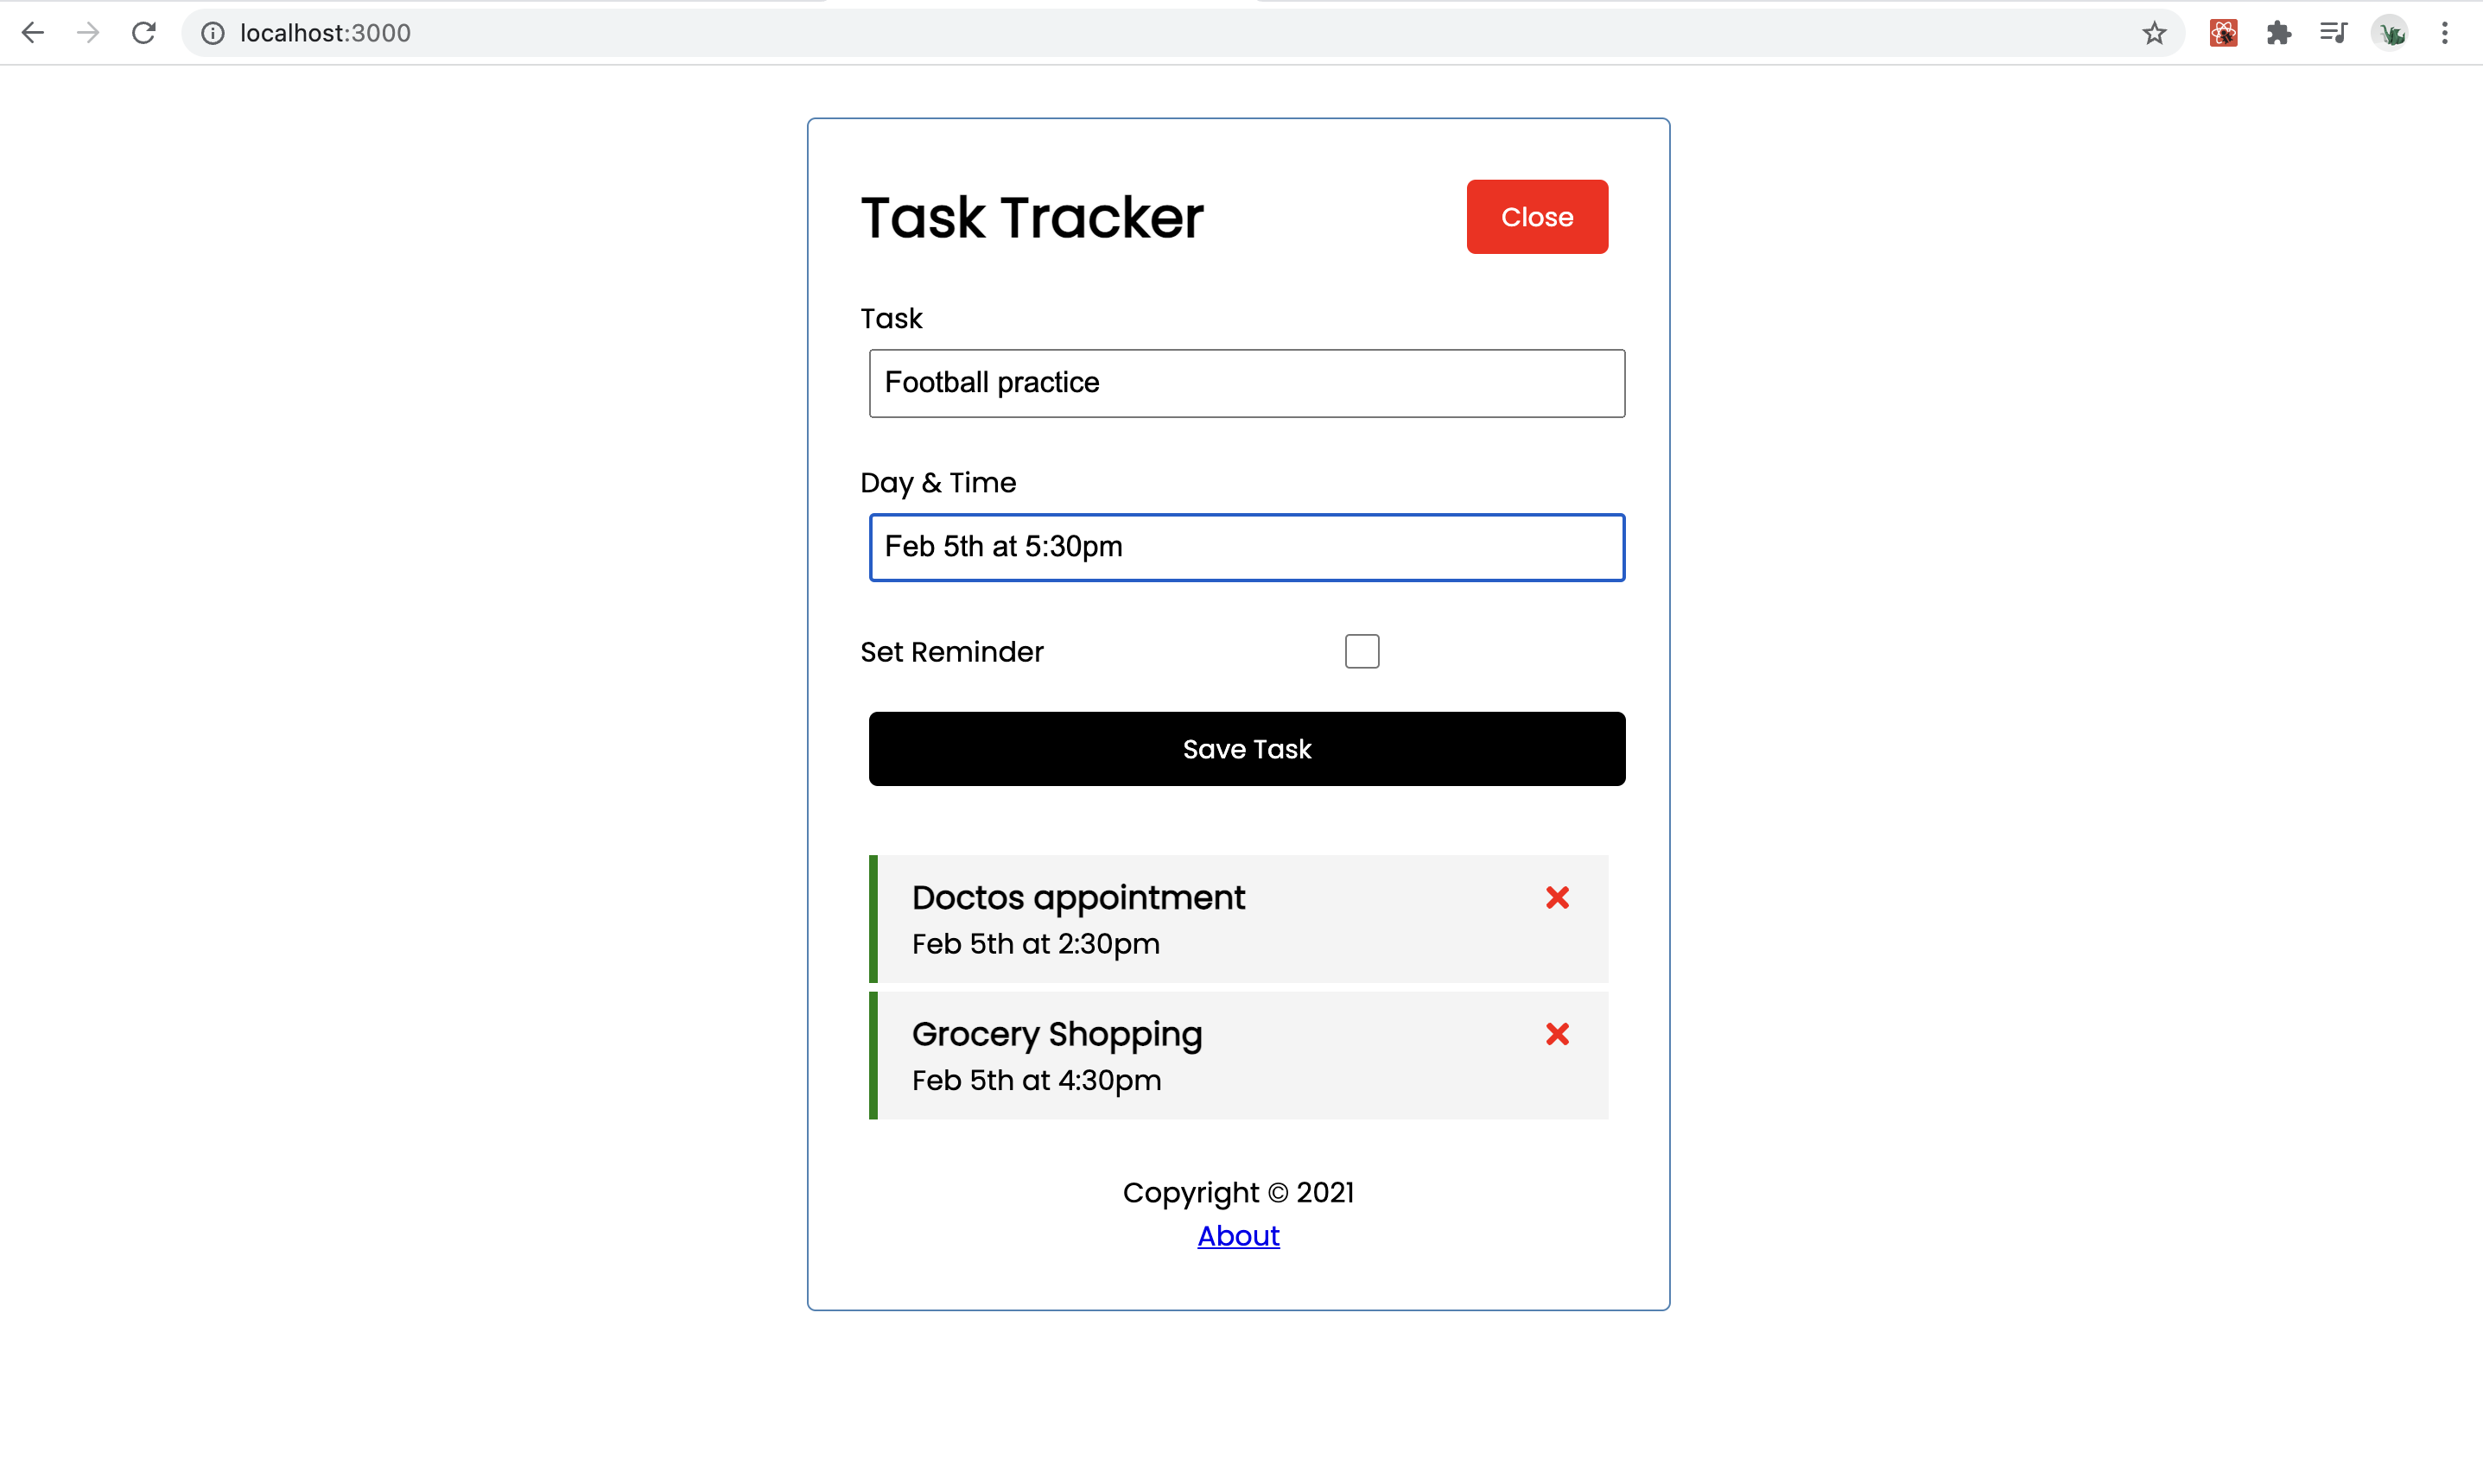 localhost:3000
Task Tracker
Close
Task
Football practice
Day & Time
Feb 5th at 5:30pm
Set Reminder
Save Task
Doctos appointment
Feb 5th at 2:30pm
Grocery Shopping
Feb 5th at 4:30pm
Copyright © 2021
About